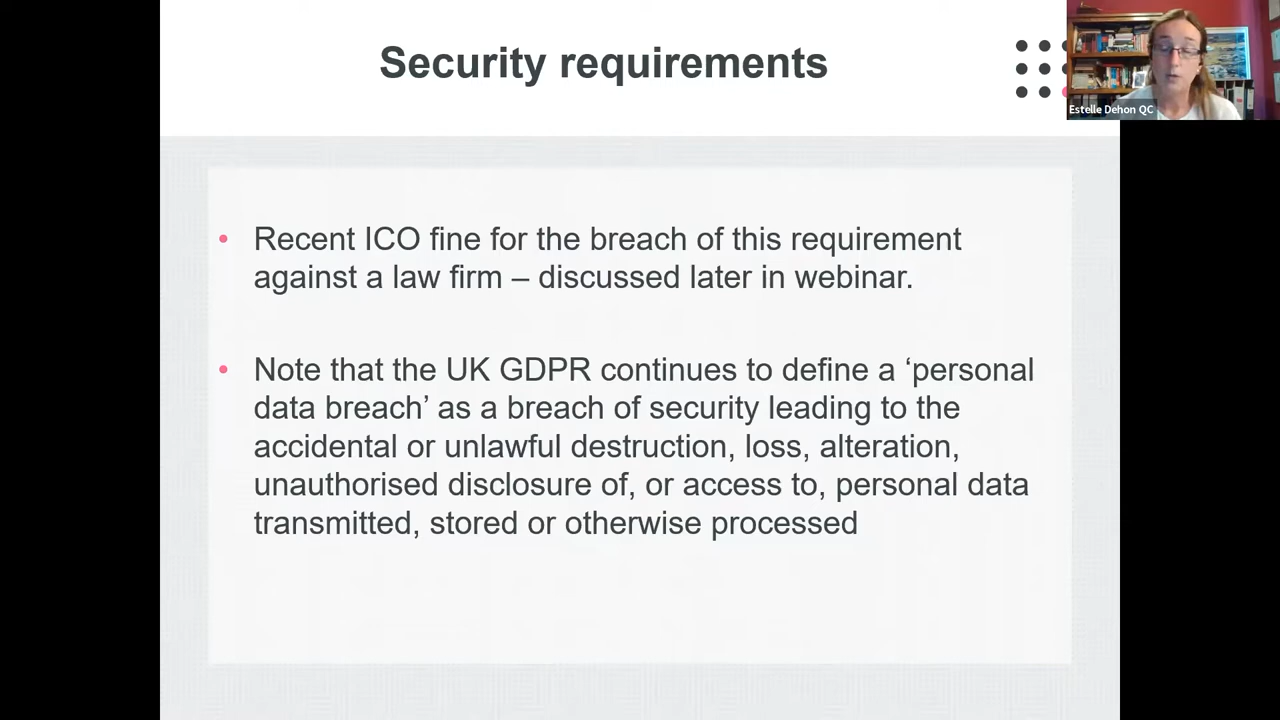 Security requirements
Estelle Dehon QC
• Recent ICO fine for the breach of this requirement
against a law firm – discussed later in webinar.
• Note that the UK GDPR continues to define a ‘personal
data breach’ as a breach of security leading to the
accidental or unlawful destruction, loss, alteration,
unauthorised disclosure of, or access to, personal data
transmitted, stored or otherwise processed